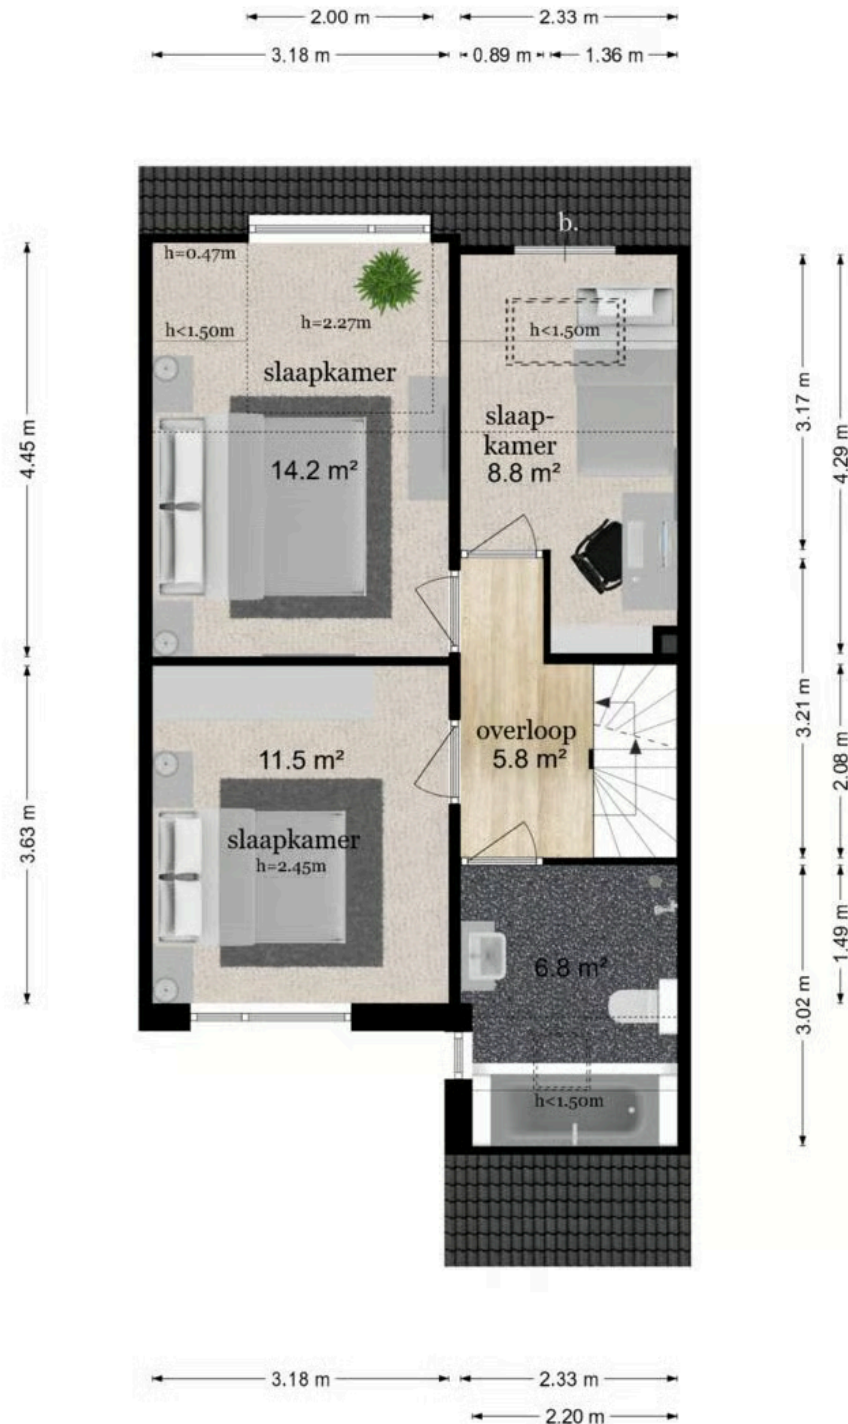 2.00 m
2.33 m
3.18 m
0.89 m
1.36 m
b.
h=0.47m
h<1.50m
h=2.27m
h<1.50m
slaapkamer
14.2 m²
slaap-
kamer
8.8 m²
4.45 m
3.17 m
4.29 m
overloop
5.8 m²
11.5 m²
slaapkamer
h=2.45m
3.63 m
3.21 m
2.08 m
6.8 m²
h<1.50m
1.49 m
3.02 m
3.18 m
2.33 m
2.20 m